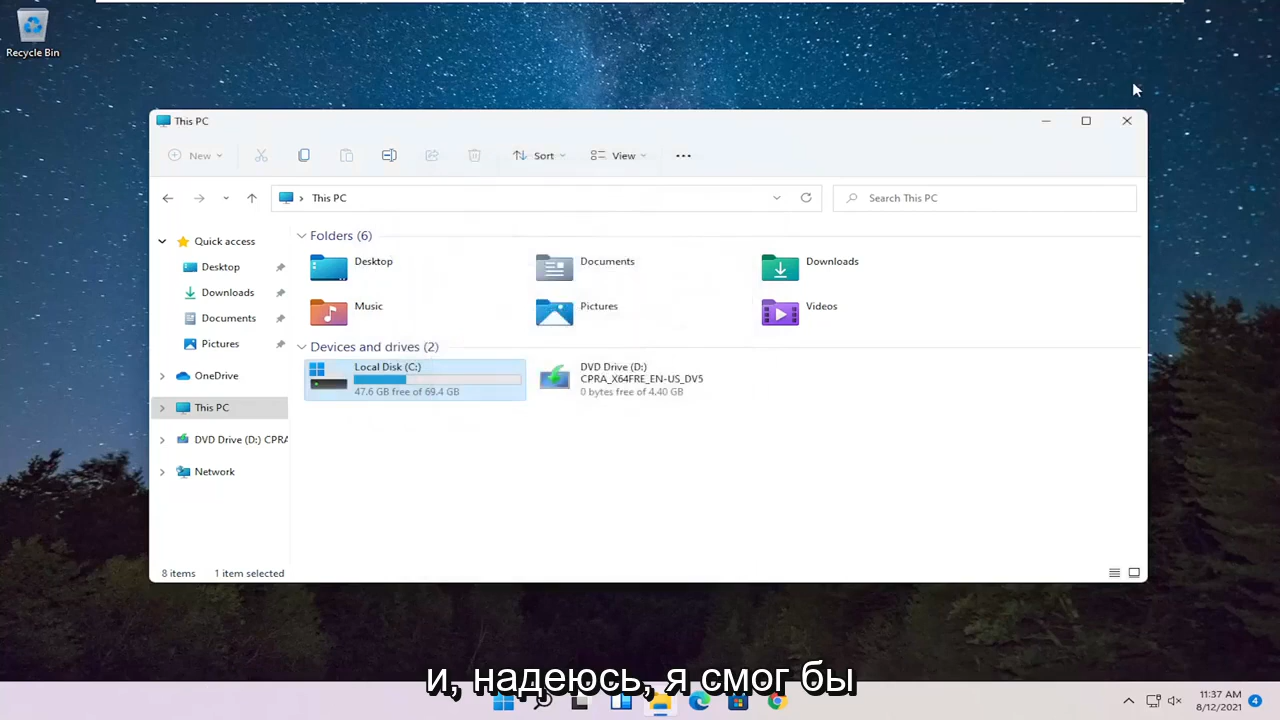 Recycle Bin
This PC
New
Sort
View
This PC
Search This PC
Quick access
Desktop
Downloads
Documents
Pictures
OneDrive
This PC
DVD Drive (D:) CPRA
Network
Folders (6)
Desktop
Documents
Downloads
Music
Pictures
Videos
Devices and drives (2)
Local Disk (C:)
47.6 GB free of 69.4 GB
DVD Drive (D:)
CPRA_X64FRE_EN-US_DV5
0 bytes free of 4.40 GB
8 items
1 item selected
и, надеюсь, я смог бы
11:37 AM
8/12/2021
4